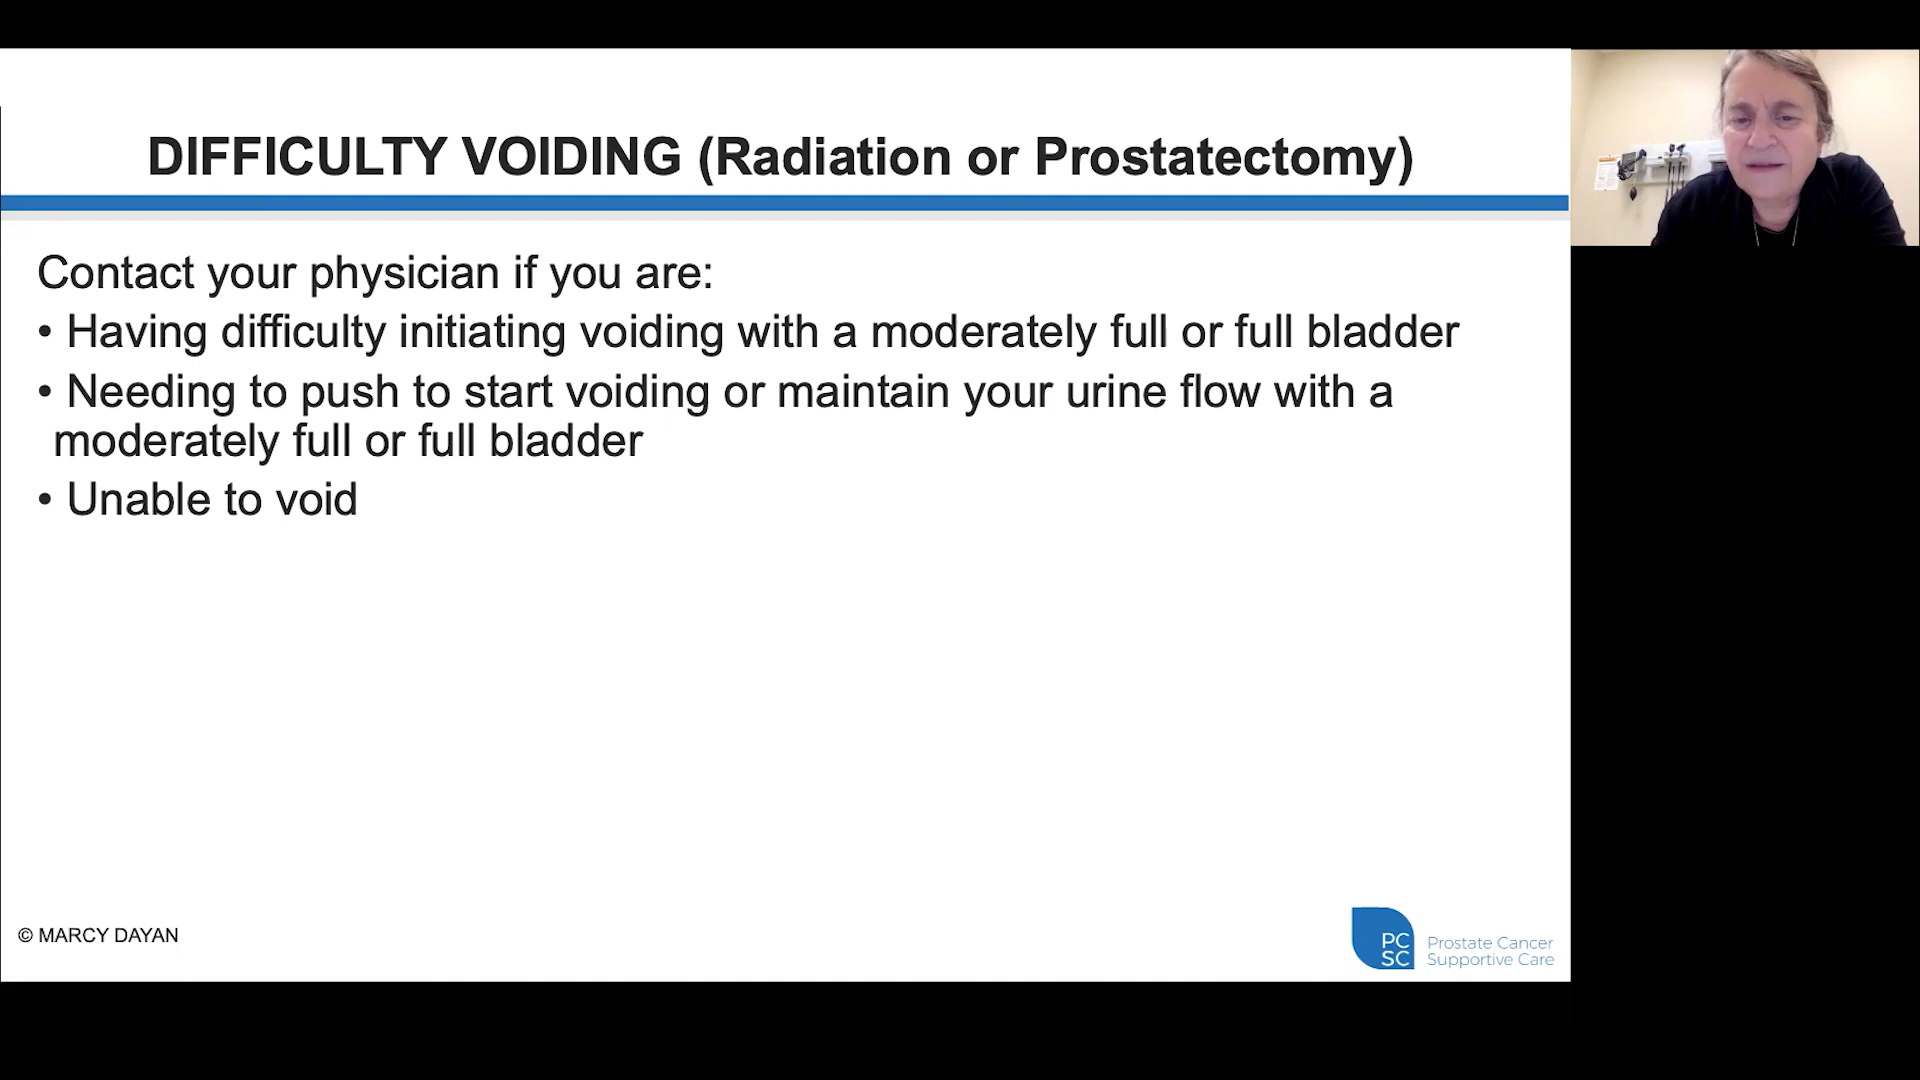 DIFFICULTY VOIDING (Radiation or Prostatectomy)
Contact your physician if you are:
• Having difficulty initiating voiding with a moderately full or full bladder
• Needing to push to start voiding or maintain your urine flow with a
moderately full or full bladder
• Unable to void
© MARCY DAYAN
PC
SC
Prostate Cancer
Supportive Care